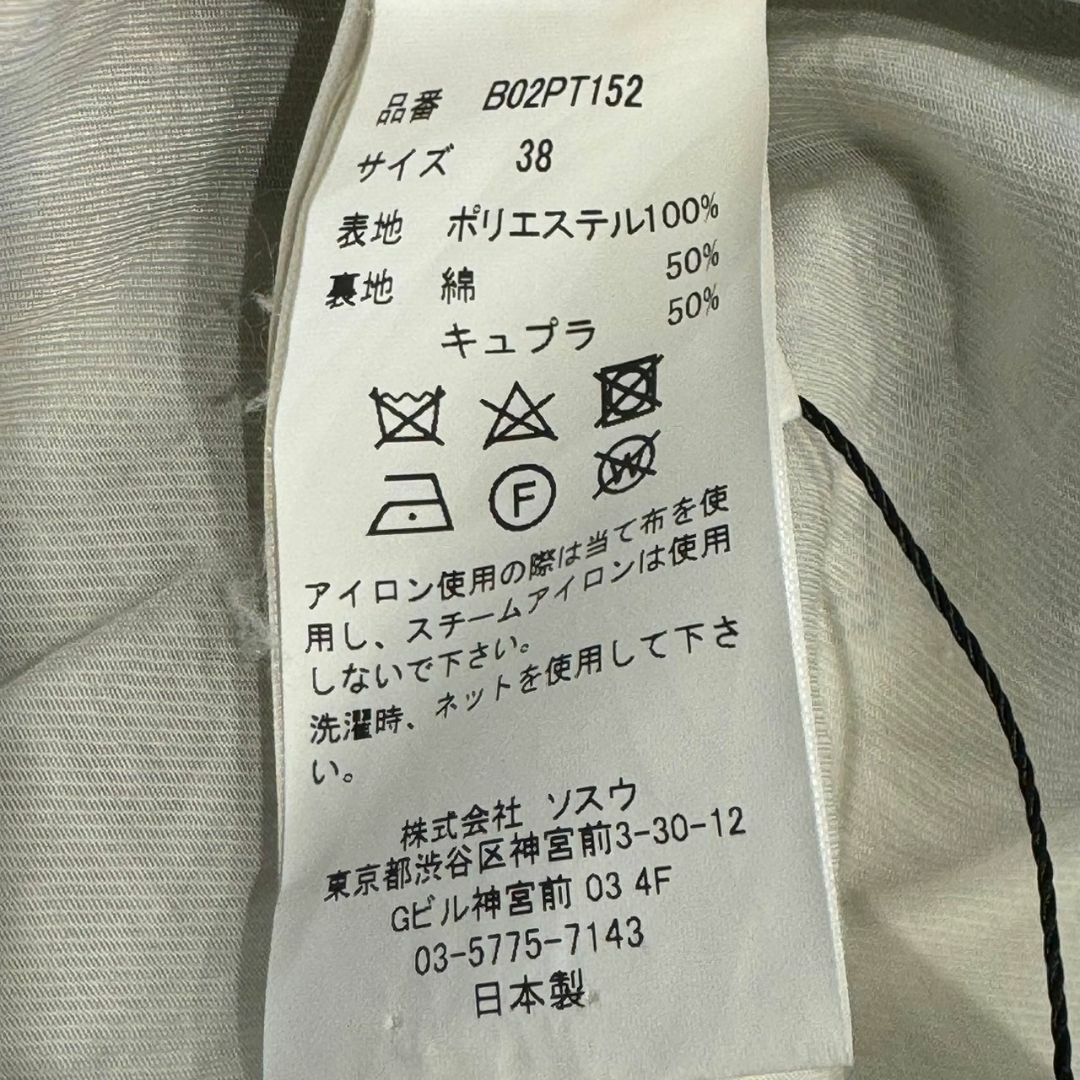 品番 B02PT152
サイズ 38
表地 ポリエステル100%
裏地 綿 50%
キュプラ 50%
F
W
アイロン使用の際は当て布を使
用し、スチームアイロンは使用
しないで下さい。
洗濯時、ネットを使用して下さ
い。
株式会社 ソスウ
東京都渋谷区神宮前3-30-12
Gビル神宮前 03 4F
03-5775-7143
日本製